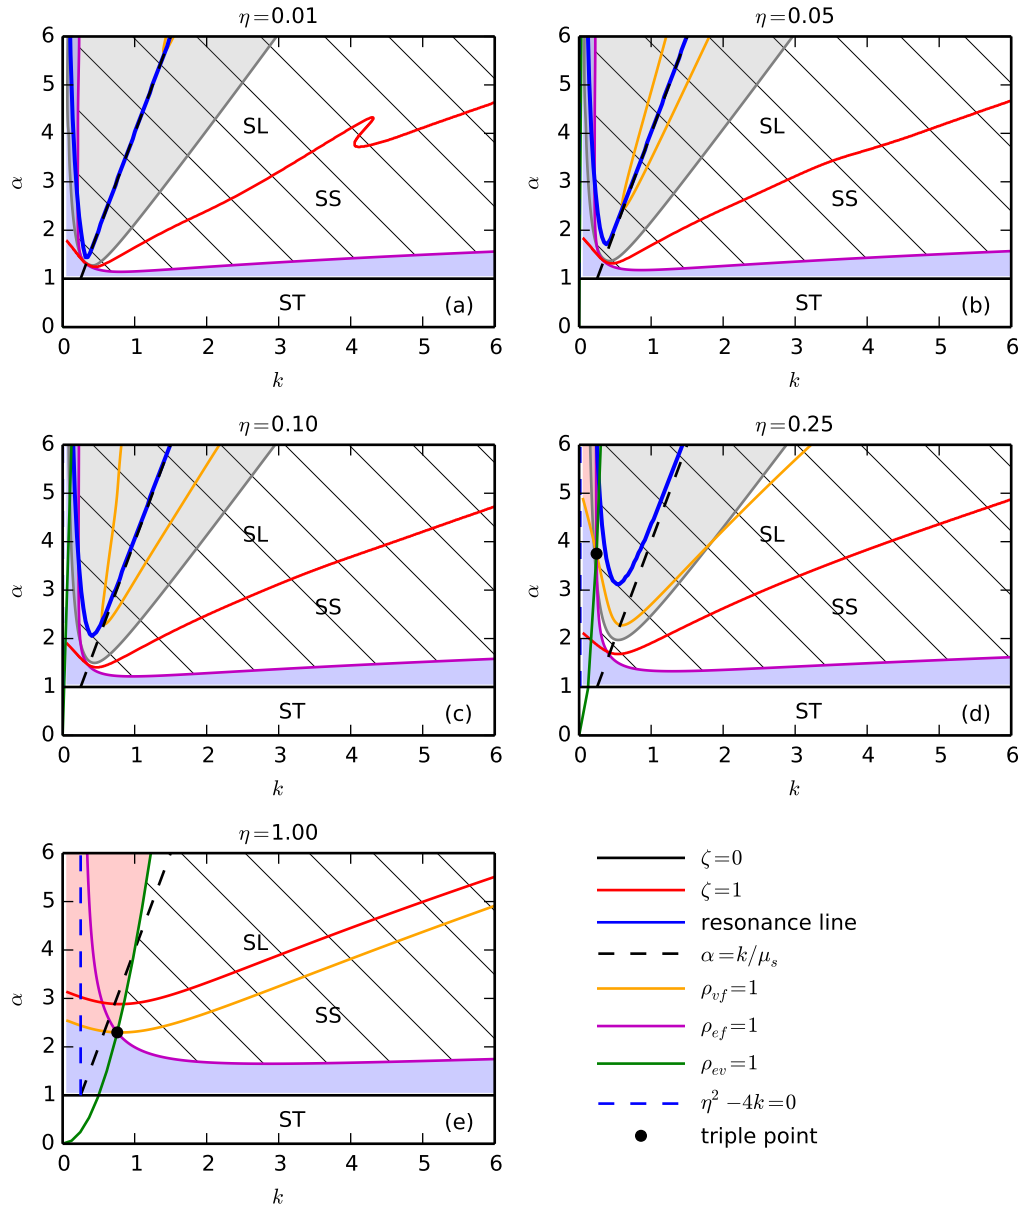 η=0.01
6
5
4
3
2
1
0
α
SL
SS
ST
(a)
0 1 2 3 4 5 6
k
η=0.05
6
5
4
3
2
1
0
α
SL
SS
ST
(b)
0 1 2 3 4 5 6
k
η=0.10
6
5
4
3
2
1
0
α
SL
SS
ST
(c)
0 1 2 3 4 5 6
k
η=0.25
6
5
4
3
2
1
0
α
SL
SS
ST
(d)
0 1 2 3 4 5 6
k
η=1.00
6
5
4
3
2
1
0
α
SL
SS
ST
(e)
0 1 2 3 4 5 6
k
ζ=0
ζ=1
resonance line
α=k/μ_s
ρ_vf=1
ρ_ef=1
ρ_ev=1
η²−4k=0
triple point